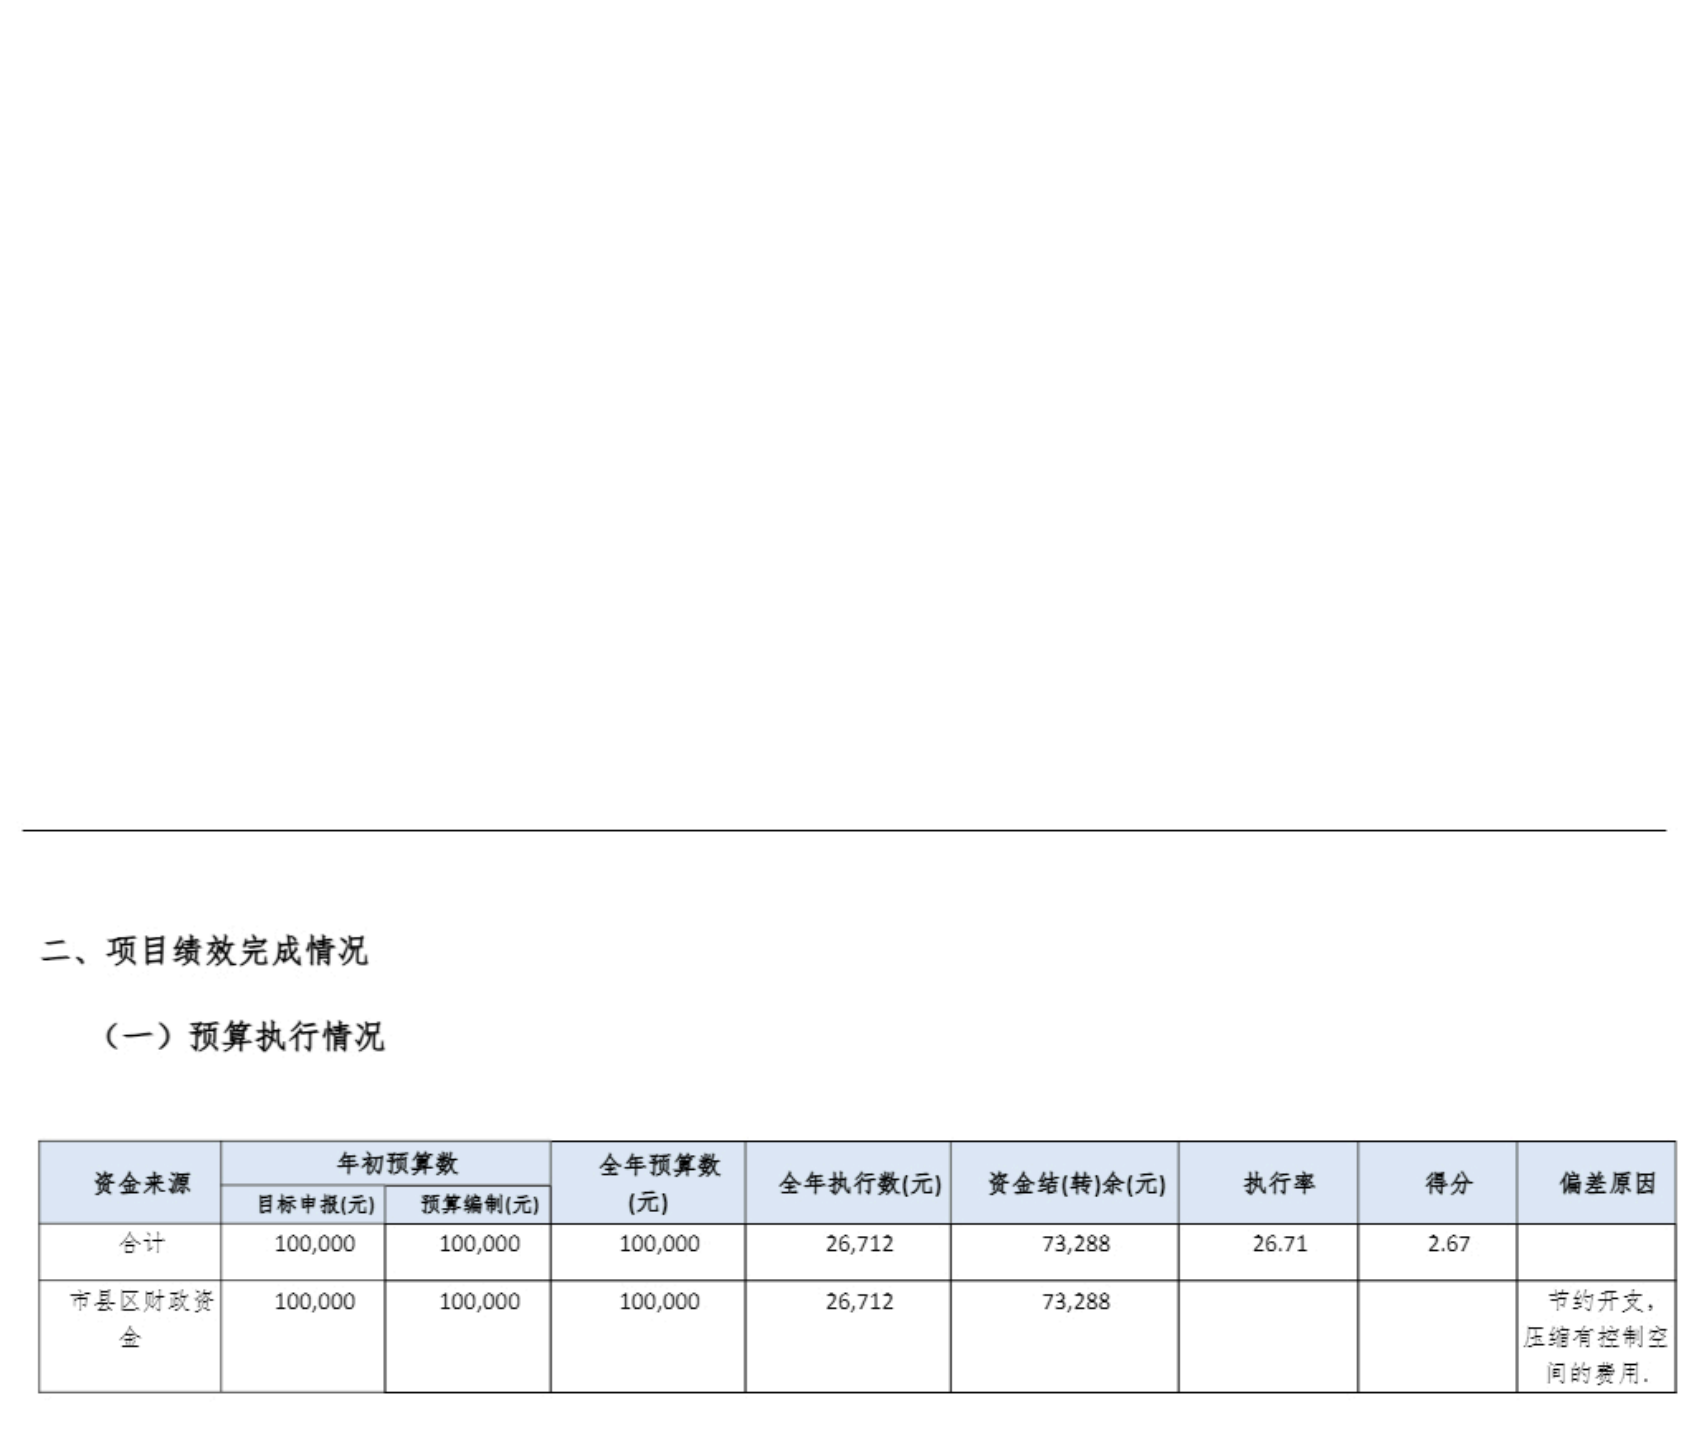 二、项目绩效完成情况
（一）预算执行情况
资金来源 年初预算数 全年预算数(元) 全年执行数(元) 资金结(转)余(元) 执行率 得分 偏差原因
目标申报(元) 预算编制(元)
合计 100,000 100,000 100,000 26,712 73,288 26.71 2.67
市县区财政资金 100,000 100,000 100,000 26,712 73,288 节约开支，压缩有控制空间的费用.